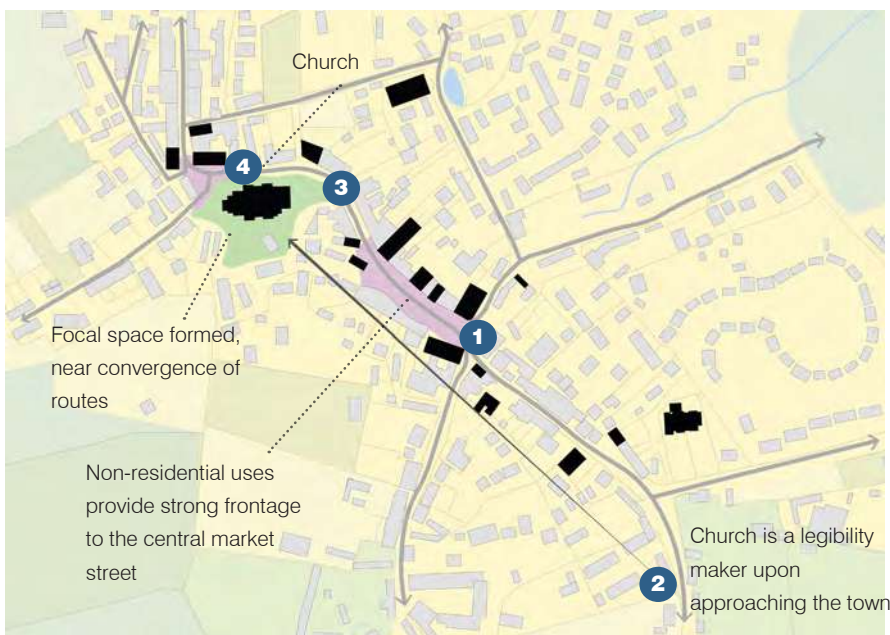 Church
4
3
Focal space formed,
near convergence of
routes
1
Non-residential uses
provide strong frontage
to the central market
street
2
Church is a legibility
maker upon
approaching the town